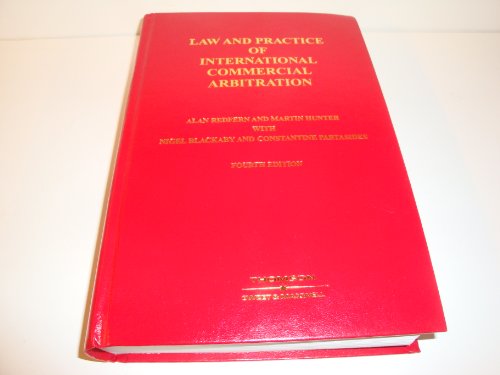 LAW AND PRACTICE
OF
INTERNATIONAL
COMMERCIAL
ARBITRATION
ALAN REDFERN AND MARTIN HUNTER
WITH
NIGEL BLACKABY AND CONSTANTINE PARTASIDES
FOURTH EDITION
THOMSON
SWEET & MAXWELL